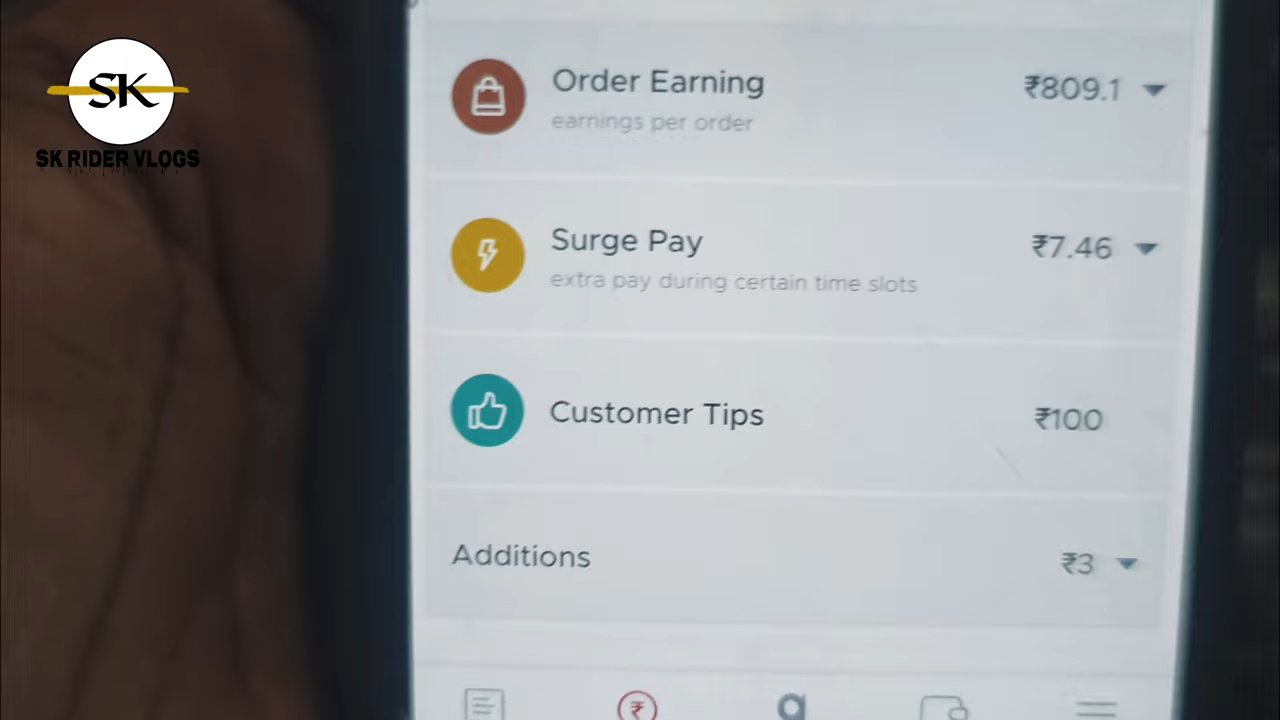 SK
SK RIDER VLOGS
Order Earning ₹809.1
earnings per order
Surge Pay ₹7.46
extra pay during certain time slots
Customer Tips ₹100
Additions ₹3
₹ a